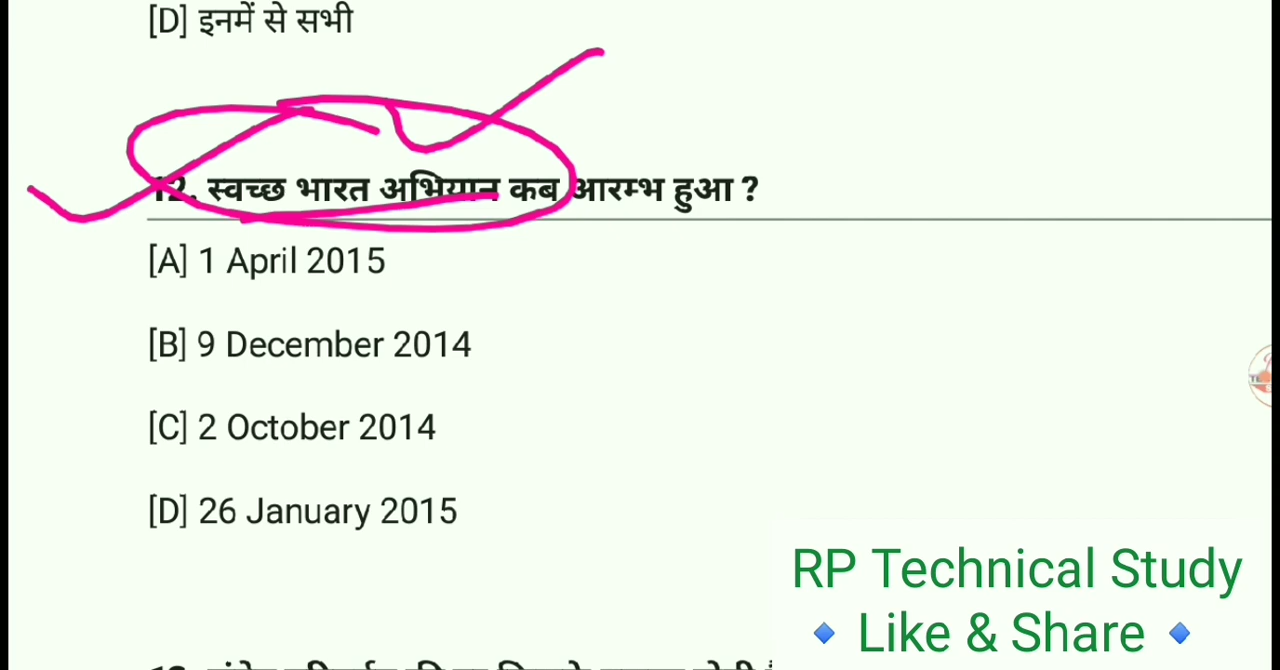 [D] इनमें से सभी
12. स्वच्छ भारत अभियान कब आरम्भ हुआ ?
[A] 1 April 2015
[B] 9 December 2014
[C] 2 October 2014
[D] 26 January 2015
RP Technical Study
🔹 Like & Share 🔹